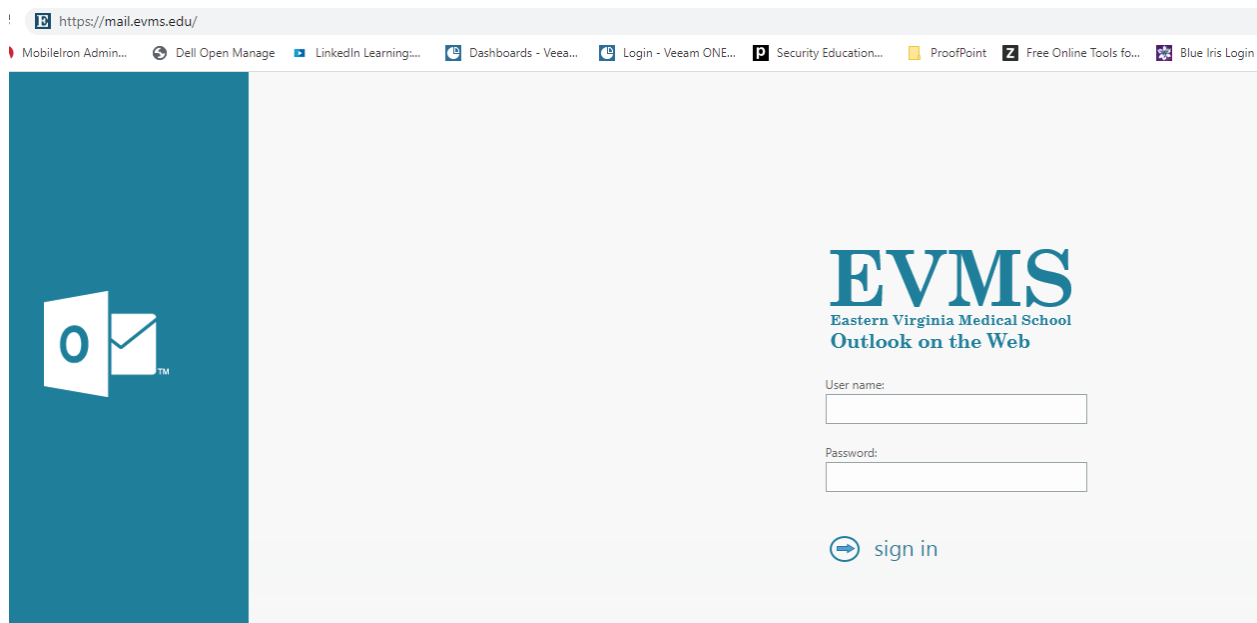 E https://mail.evms.edu/
MobileIron Admin... Dell Open Manage LinkedIn Learning:... Dashboards - Veea... Login - Veeam ONE... p Security Education... ProofPoint Z Free Online Tools fo... Blue Iris Login
EVMS
Eastern Virginia Medical School
Outlook on the Web
O TM
User name:
Password:
sign in